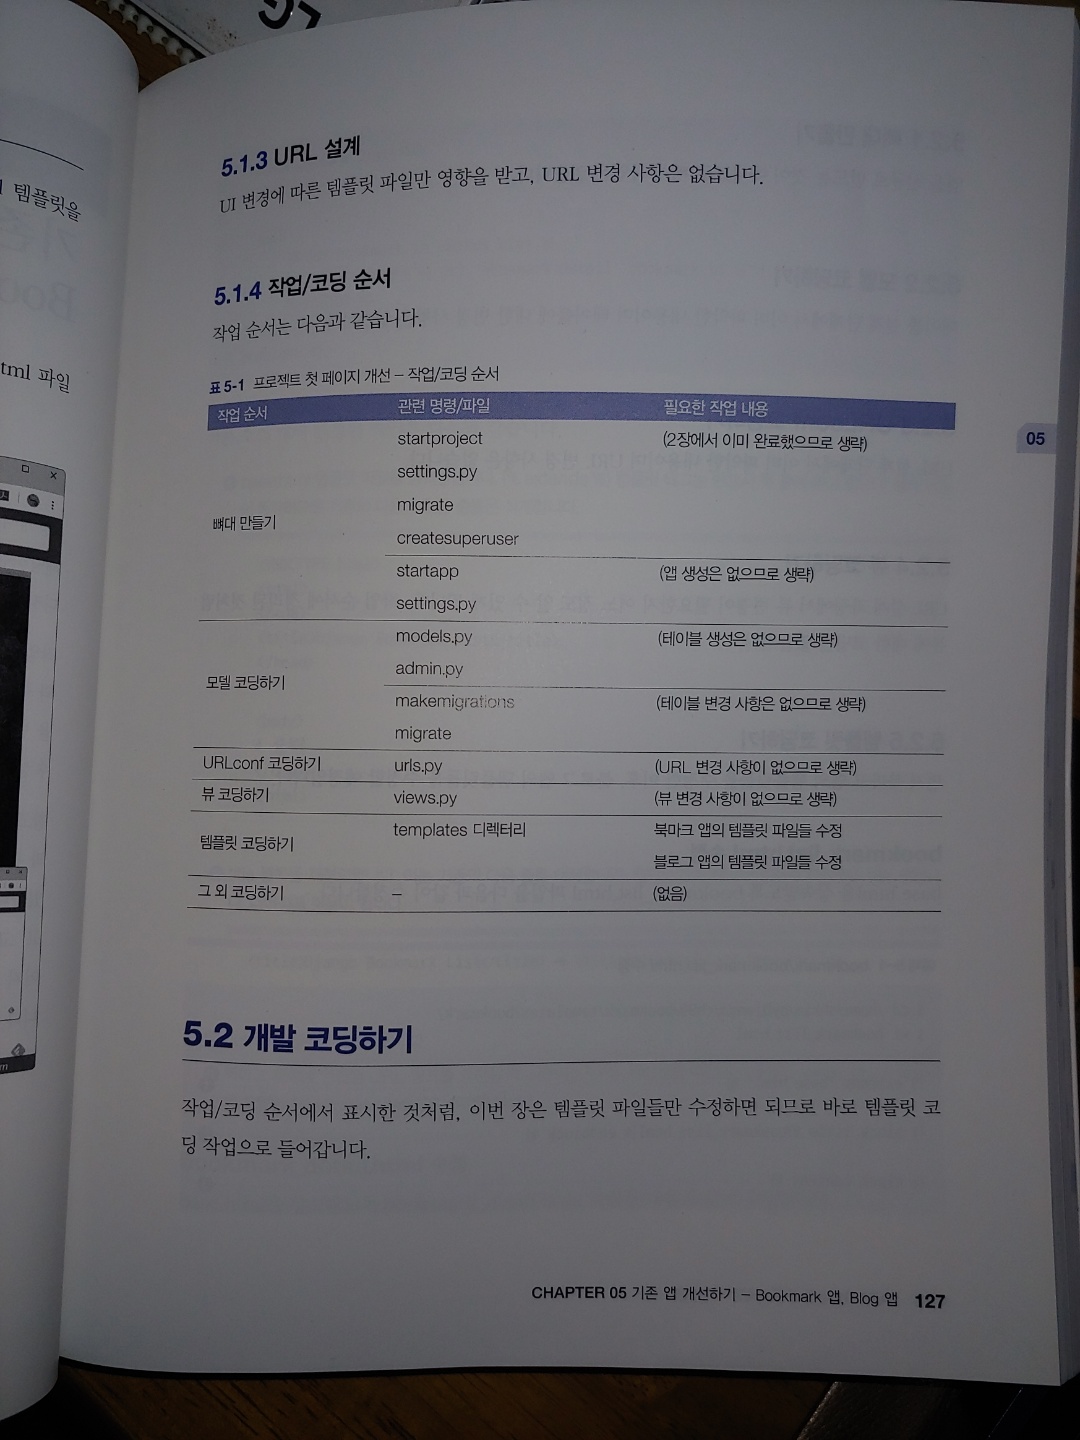 템플릿을
tml 파일
5.1.3 URL 설계
UI 변경에 따른 템플릿 파일만 영향을 받고, URL 변경 사항은 없습니다.
5.1.4 작업/코딩 순서
작업 순서는 다음과 같습니다.
표 5-1 프로젝트 첫 페이지 개선 – 작업/코딩 순서
작업 순서 관련 명령/파일 필요한 작업 내용
startproject (2장에서 이미 완료했으므로 생략)
settings.py
migrate
뼈대 만들기
createsuperuser
startapp (앱 생성은 없으므로 생략)
settings.py
models.py (테이블 생성은 없으므로 생략)
admin.py
모델 코딩하기
makemigrations (테이블 변경 사항은 없으므로 생략)
migrate
URLconf 코딩하기 urls.py (URL 변경 사항이 없으므로 생략)
뷰 코딩하기 views.py (뷰 변경 사항이 없으므로 생략)
템플릿 코딩하기 templates 디렉터리 북마크 앱의 템플릿 파일들 수정
블로그 앱의 템플릿 파일들 수정
그 외 코딩하기 – (없음)
05
5.2 개발 코딩하기
작업/코딩 순서에서 표시한 것처럼, 이번 장은 템플릿 파일들만 수정하면 되므로 바로 템플릿 코
딩 작업으로 들어갑니다.
CHAPTER 05 기존 앱 개선하기 – Bookmark 앱, Blog 앱 127